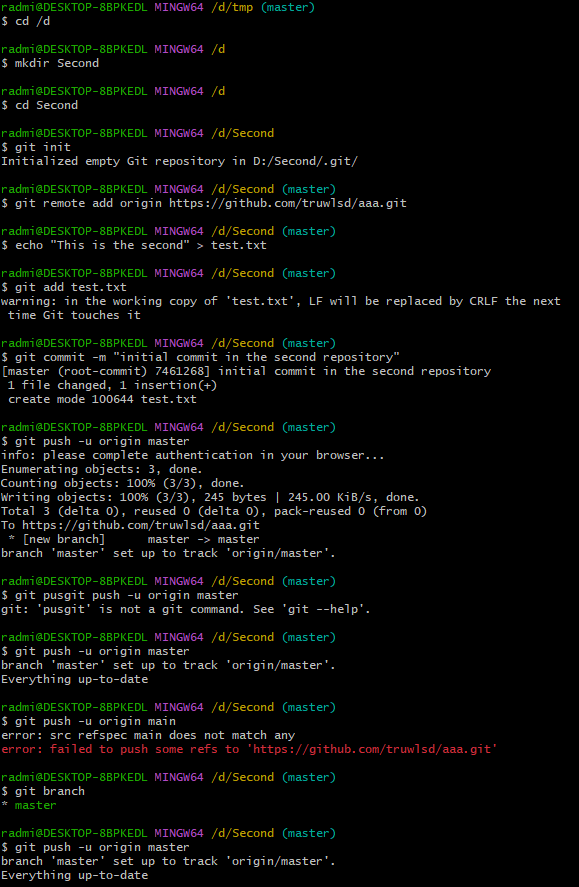 radmi@DESKTOP-8BPKEDL MINGW64 /d/tmp (master)
$ cd /d
radmi@DESKTOP-8BPKEDL MINGW64 /d
$ mkdir Second
radmi@DESKTOP-8BPKEDL MINGW64 /d
$ cd Second
radmi@DESKTOP-8BPKEDL MINGW64 /d/Second
$ git init
Initialized empty Git repository in D:/Second/.git/
radmi@DESKTOP-8BPKEDL MINGW64 /d/Second (master)
$ git remote add origin https://github.com/truwlsd/aaa.git
radmi@DESKTOP-8BPKEDL MINGW64 /d/Second (master)
$ echo "This is the second" > test.txt
radmi@DESKTOP-8BPKEDL MINGW64 /d/Second (master)
$ git add test.txt
warning: in the working copy of 'test.txt', LF will be replaced by CRLF the next
 time Git touches it
radmi@DESKTOP-8BPKEDL MINGW64 /d/Second (master)
$ git commit -m "initial commit in the second repository"
[master (root-commit) 7461268] initial commit in the second repository
 1 file changed, 1 insertion(+)
 create mode 100644 test.txt
radmi@DESKTOP-8BPKEDL MINGW64 /d/Second (master)
$ git push -u origin master
info: please complete authentication in your browser...
Enumerating objects: 3, done.
Counting objects: 100% (3/3), done.
Writing objects: 100% (3/3), 245 bytes | 245.00 KiB/s, done.
Total 3 (delta 0), reused 0 (delta 0), pack-reused 0 (from 0)
To https://github.com/truwlsd/aaa.git
 * [new branch]      master -> master
branch 'master' set up to track 'origin/master'.
radmi@DESKTOP-8BPKEDL MINGW64 /d/Second (master)
$ git pusgit push -u origin master
git: 'pusgit' is not a git command. See 'git --help'.
radmi@DESKTOP-8BPKEDL MINGW64 /d/Second (master)
$ git push -u origin master
branch 'master' set up to track 'origin/master'.
Everything up-to-date
radmi@DESKTOP-8BPKEDL MINGW64 /d/Second (master)
$ git push -u origin main
error: src refspec main does not match any
error: failed to push some refs to 'https://github.com/truwlsd/aaa.git'
radmi@DESKTOP-8BPKEDL MINGW64 /d/Second (master)
$ git branch
* master
radmi@DESKTOP-8BPKEDL MINGW64 /d/Second (master)
$ git push -u origin master
branch 'master' set up to track 'origin/master'.
Everything up-to-date